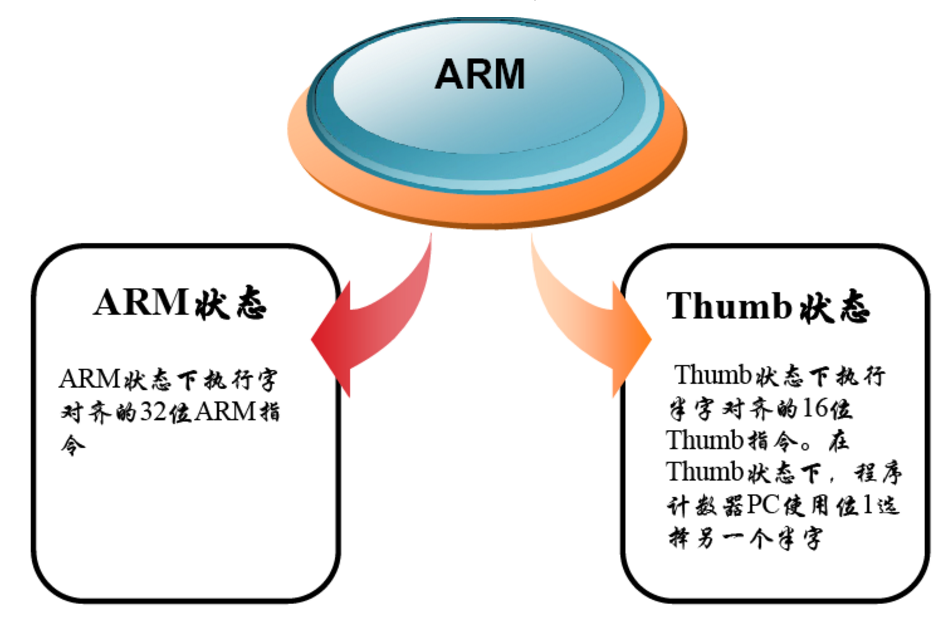 ARM
ARM状态
ARM状态下执行字
对齐的32位ARM指
令
Thumb状态
Thumb状态下执行
半字对齐的16位
Thumb指令。在
Thumb状态下，程序
计数器PC使用位1选
择另一个半字